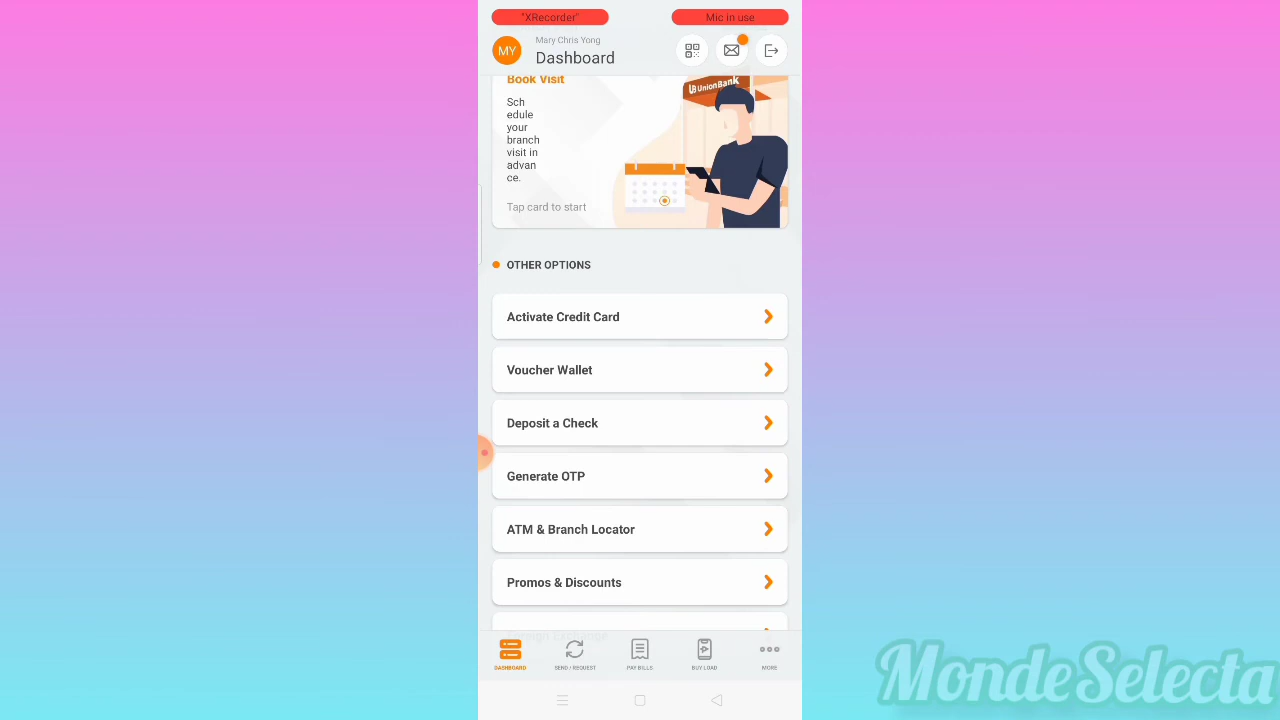 "XRecorder"
Mic in use
MY
Mary Chris Yong
Dashboard
Book Visit
UnionBank
Sch
edule
your
branch
visit in
advan
ce.
Tap card to start
OTHER OPTIONS
Activate Credit Card
Voucher Wallet
Deposit a Check
Generate OTP
ATM & Branch Locator
Promos & Discounts
Foreign Exchange
DASHBOARD
SEND / REQUEST
PAY BILLS
BUY LOAD
MORE
MondeSelecta